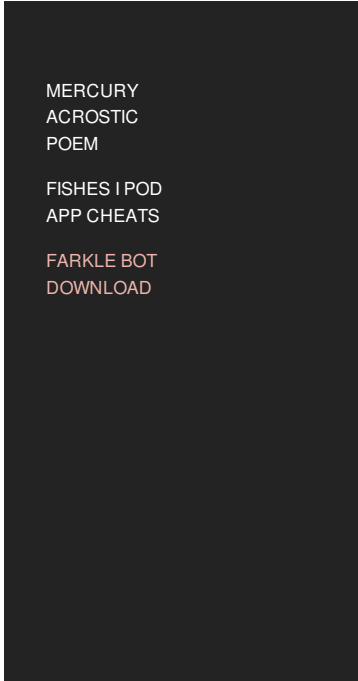 MERCURY
ACROSTIC
POEM
FISHES I POD
APP CHEATS
FARKLE BOT
DOWNLOAD